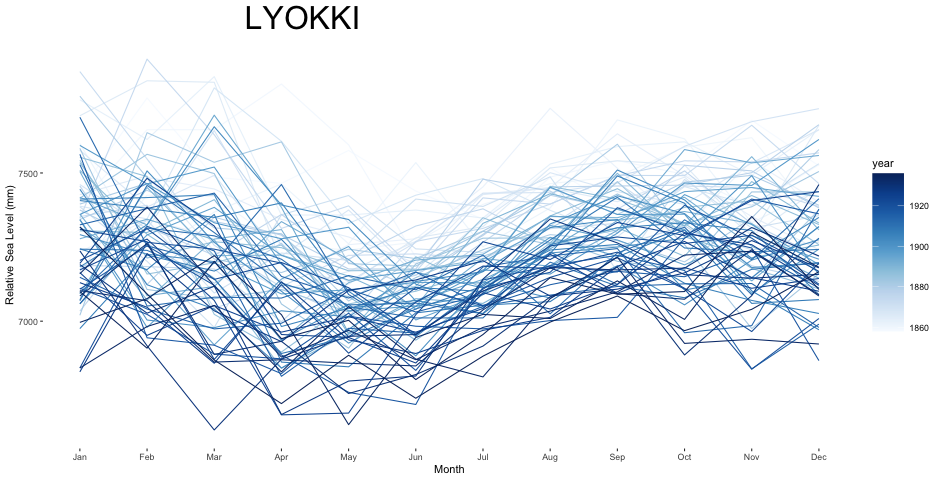 LYOKKI
Relative Sea Level (mm)
7500
7000
Jan Feb Mar Apr May Jun Jul Aug Sep Oct Nov Dec
Month
year
1920
1900
1880
1860